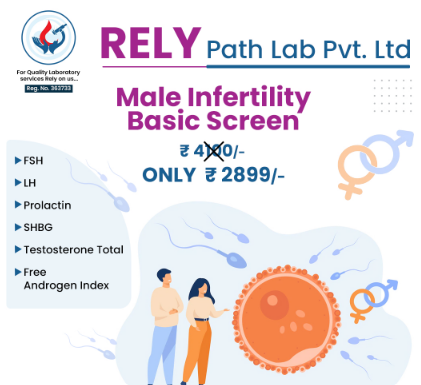 RELY Path Lab Pvt. Ltd
For Quality Laboratory
services Rely on us...
Reg. No. 363733
Male Infertility
Basic Screen
₹ 4100/-
ONLY ₹ 2899/-
FSH
LH
Prolactin
SHBG
Testosterone Total
Free
Androgen Index